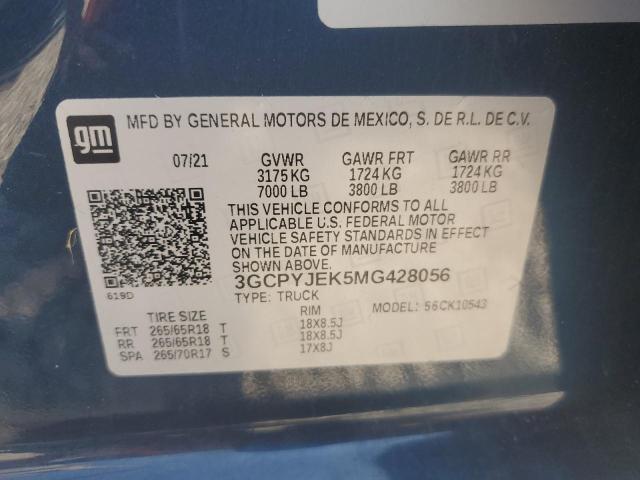 gm MFD BY GENERAL MOTORS DE MEXICO, S. DE R.L. DE C.V.
07/21 GVWR GAWR FRT GAWR RR
3175 KG 1724 KG 1724 KG
7000 LB 3800 LB 3800 LB
THIS VEHICLE CONFORMS TO ALL
APPLICABLE U.S. FEDERAL MOTOR
VEHICLE SAFETY STANDARDS IN EFFECT
ON THE DATE OF MANUFACTURE
SHOWN ABOVE.
619D
3GCPYJEK5MG428056
TYPE: TRUCK MODEL: 56CK10543
TIRE SIZE RIM
FRT 265/65R18 T 18X8.5J
RR 265/65R18 T 18X8.5J
SPA 265/70R17 S 17X8J